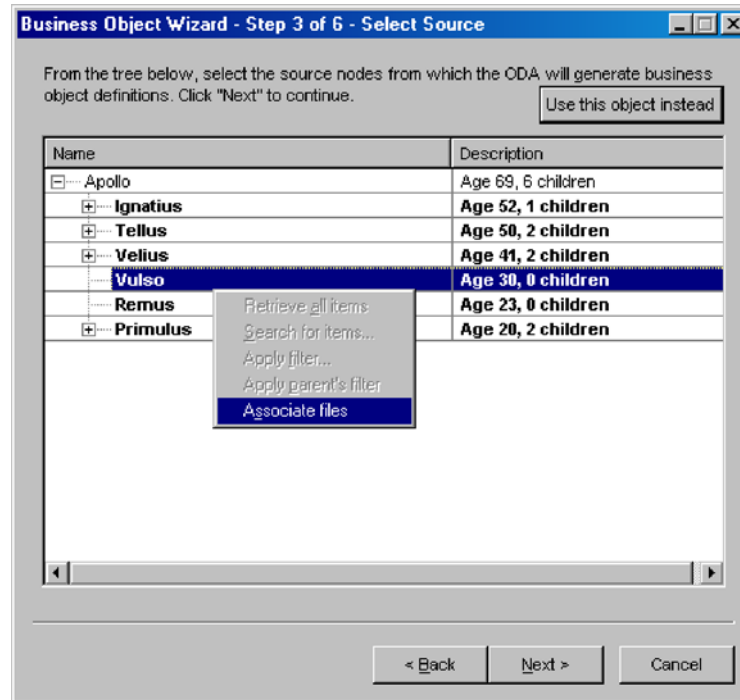 Business Object Wizard - Step 3 of 6 - Select Source
From the tree below, select the source nodes from which the ODA will generate business
object definitions. Click "Next" to continue.
Use this object instead
Name Description
Apollo Age 69, 6 children
Ignatius Age 52, 1 children
Tellus Age 50, 2 children
Velius Age 41, 2 children
Vulso Age 30, 0 children
Remus Age 23, 0 children
Primulus Age 20, 2 children
Retrieve all items
Search for items...
Apply filter...
Apply parent's filter
Associate files
< Back Next > Cancel